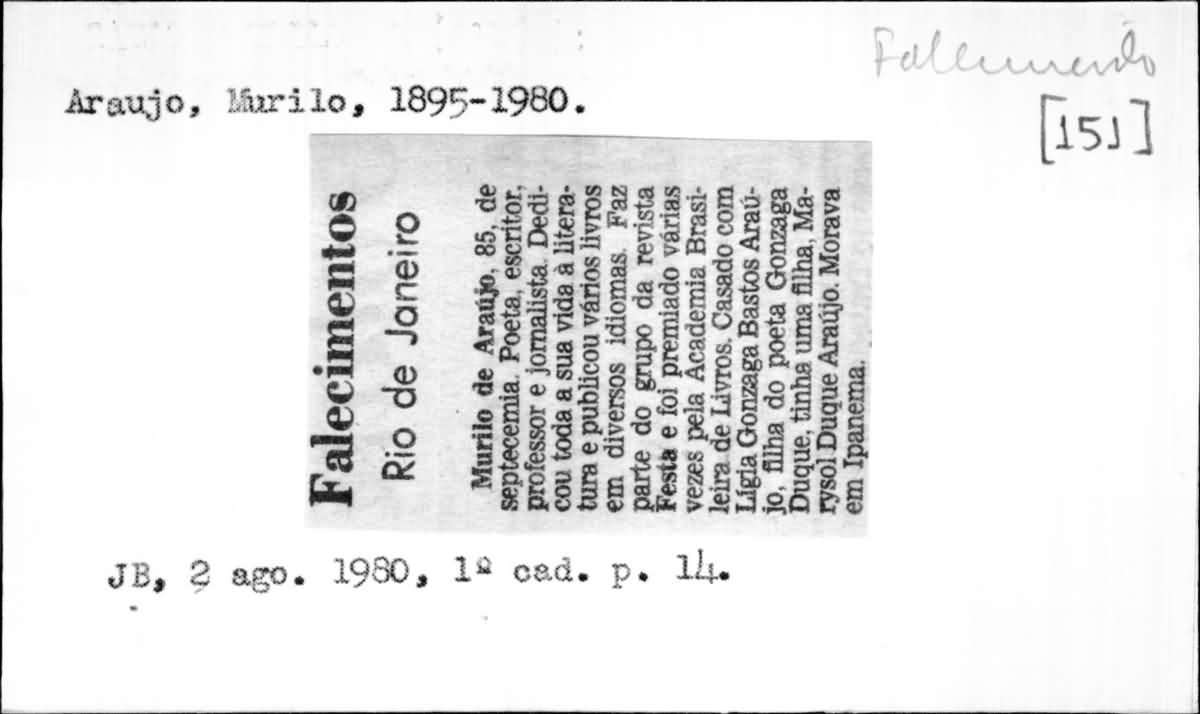 Falecimento
Araujo, Murilo, 1895-1980.
[151]
Falecimentos
Rio de Janeiro
Murilo de Araújo, 85, de
septecemia. Poeta, escritor,
professor e jornalista. Dedi-
cou toda a sua vida à litera-
tura e publicou vários livros
em diversos idiomas. Faz
parte do grupo da revista
Festa e foi premiado várias
vezes pela Academia Brasi-
leira de Livros. Casado com
Lígia Gonzaga Bastos Araú-
jo, filha do poeta Gonzaga
Duque, tinha uma filha, Ma-
rysol Duque Araújo. Morava
em Ipanema.
JB, 2 ago. 1980, 1º cad. p. 14.